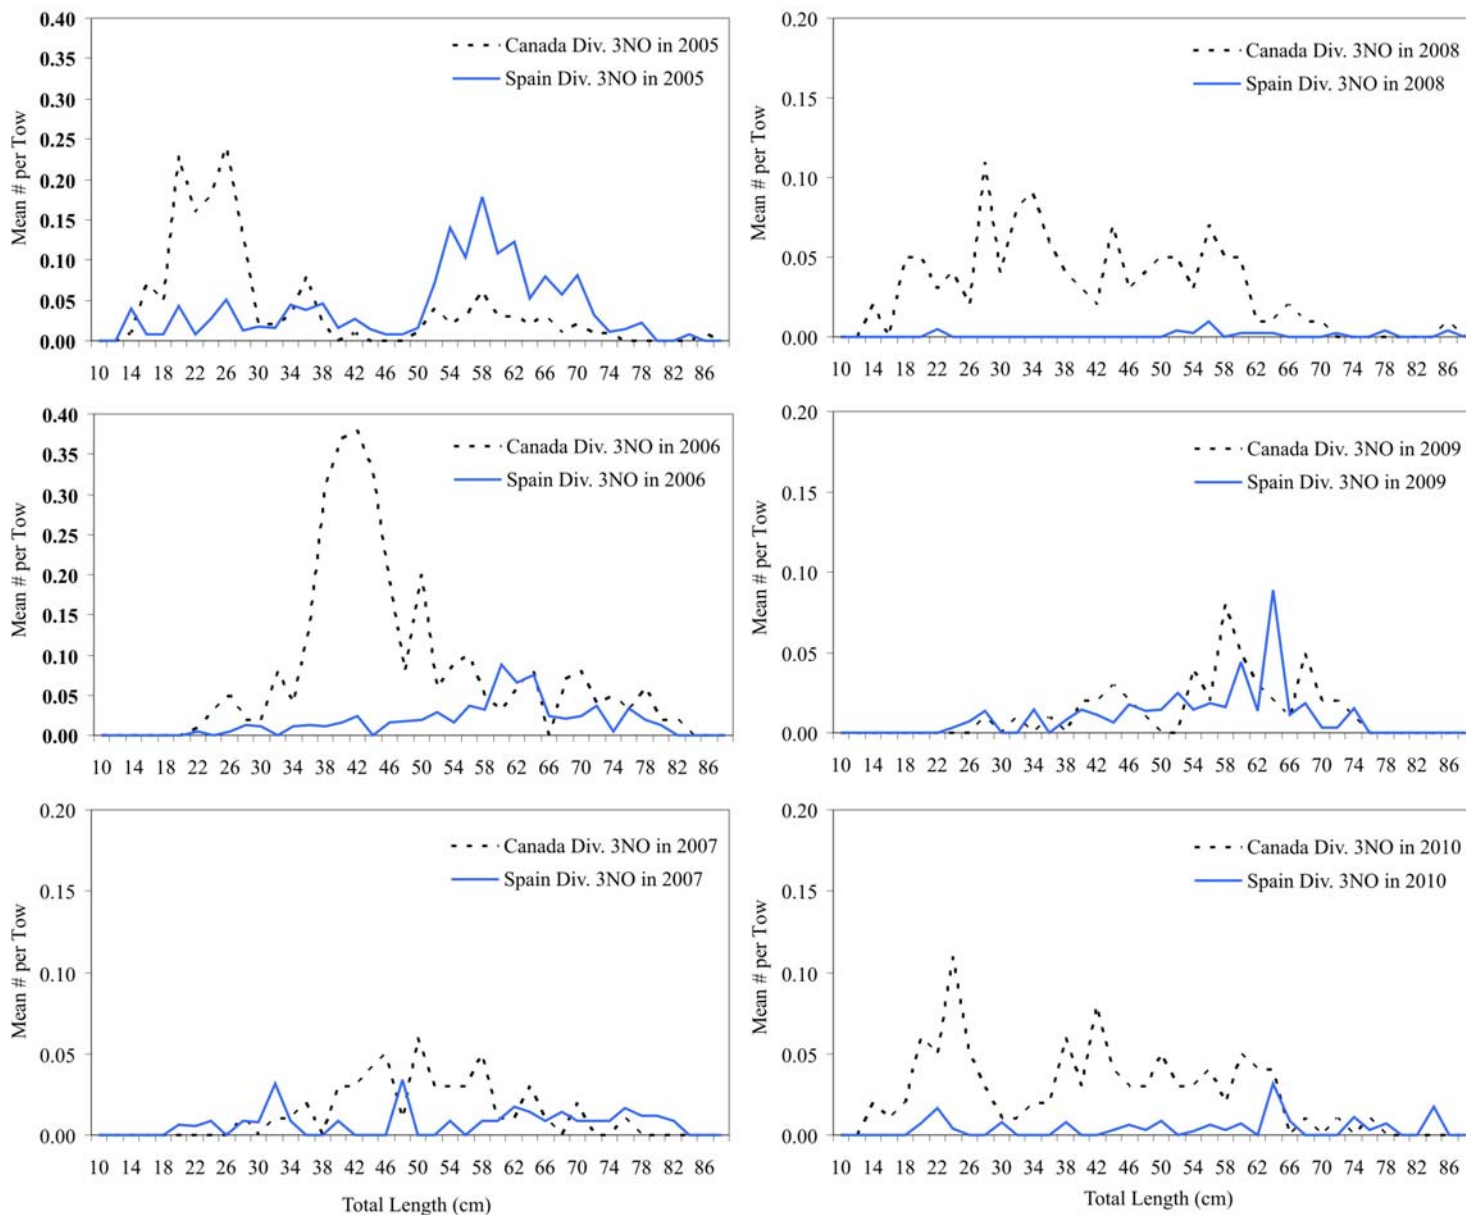 0.40
0.35
0.30
0.25
0.20
0.15
0.10
0.05
0.00
Mean # per Tow
Canada Div. 3NO in 2005
Spain Div. 3NO in 2005
10 14 18 22 26 30 34 38 42 46 50 54 58 62 66 70 74 78 82 86
0.20
0.15
0.10
0.05
0.00
Mean # per Tow
Canada Div. 3NO in 2008
Spain Div. 3NO in 2008
10 14 18 22 26 30 34 38 42 46 50 54 58 62 66 70 74 78 82 86
0.40
0.35
0.30
0.25
0.20
0.15
0.10
0.05
0.00
Mean # per Tow
Canada Div. 3NO in 2006
Spain Div. 3NO in 2006
10 14 18 22 26 30 34 38 42 46 50 54 58 62 66 70 74 78 82 86
0.20
0.15
0.10
0.05
0.00
Mean # per Tow
Canada Div. 3NO in 2009
Spain Div. 3NO in 2009
10 14 18 22 26 30 34 38 42 46 50 54 58 62 66 70 74 78 82 86
0.20
0.15
0.10
0.05
0.00
Mean # per Tow
Canada Div. 3NO in 2007
Spain Div. 3NO in 2007
10 14 18 22 26 30 34 38 42 46 50 54 58 62 66 70 74 78 82 86
Total Length (cm)
0.20
0.15
0.10
0.05
0.00
Mean # per Tow
Canada Div. 3NO in 2010
Spain Div. 3NO in 2010
10 14 18 22 26 30 34 38 42 46 50 54 58 62 66 70 74 78 82 86
Total Length (cm)